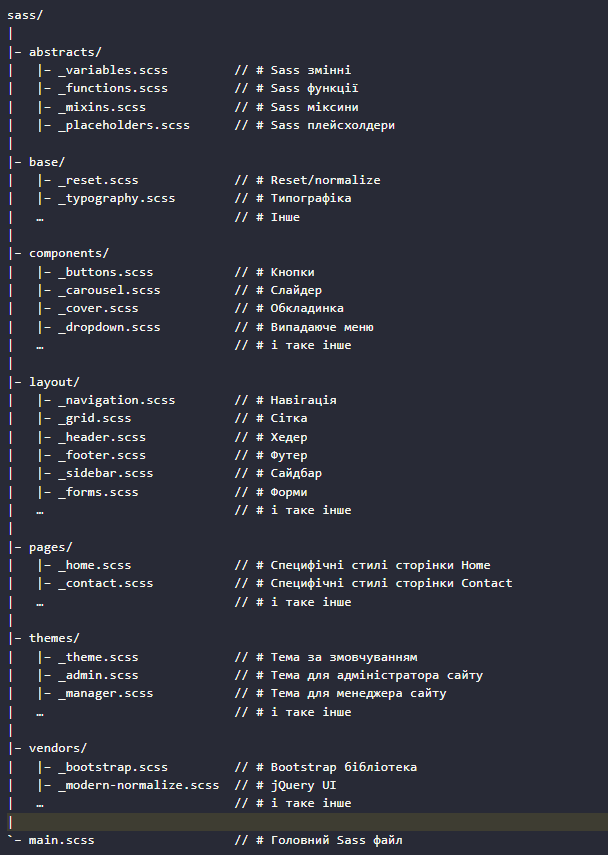 sass/
|
|– abstracts/
|   |– _variables.scss         // # Sass змінні
|   |– _functions.scss         // # Sass функції
|   |– _mixins.scss            // # Sass міксини
|   |– _placeholders.scss      // # Sass плейсхолдери
|
|– base/
|   |– _reset.scss             // # Reset/normalize
|   |– _typography.scss        // # Типографіка
|   …                          // # Інше
|
|– components/
|   |– _buttons.scss           // # Кнопки
|   |– _carousel.scss          // # Слайдер
|   |– _cover.scss             // # Обкладинка
|   |– _dropdown.scss          // # Випадаюче меню
|   …                          // # і таке інше
|
|– layout/
|   |– _navigation.scss        // # Навігація
|   |– _grid.scss              // # Сітка
|   |– _header.scss            // # Хедер
|   |– _footer.scss            // # Футер
|   |– _sidebar.scss           // # Сайдбар
|   |– _forms.scss             // # Форми
|   …                          // # і таке інше
|
|– pages/
|   |– _home.scss              // # Специфічні стилі сторінки Home
|   |– _contact.scss           // # Специфічні стилі сторінки Contact
|   …                          // # і таке інше
|
|– themes/
|   |– _theme.scss             // # Тема за змовчуванням
|   |– _admin.scss             // # Тема для адміністратора сайту
|   |– _manager.scss           // # Тема для менеджера сайту
|   …                          // # і таке інше
|
|– vendors/
|   |– _bootstrap.scss         // # Bootstrap бібліотека
|   |– _modern-normalize.scss  // # jQuery UI
|   …                          // # і таке інше
|
`– main.scss                   // # Головний Sass файл